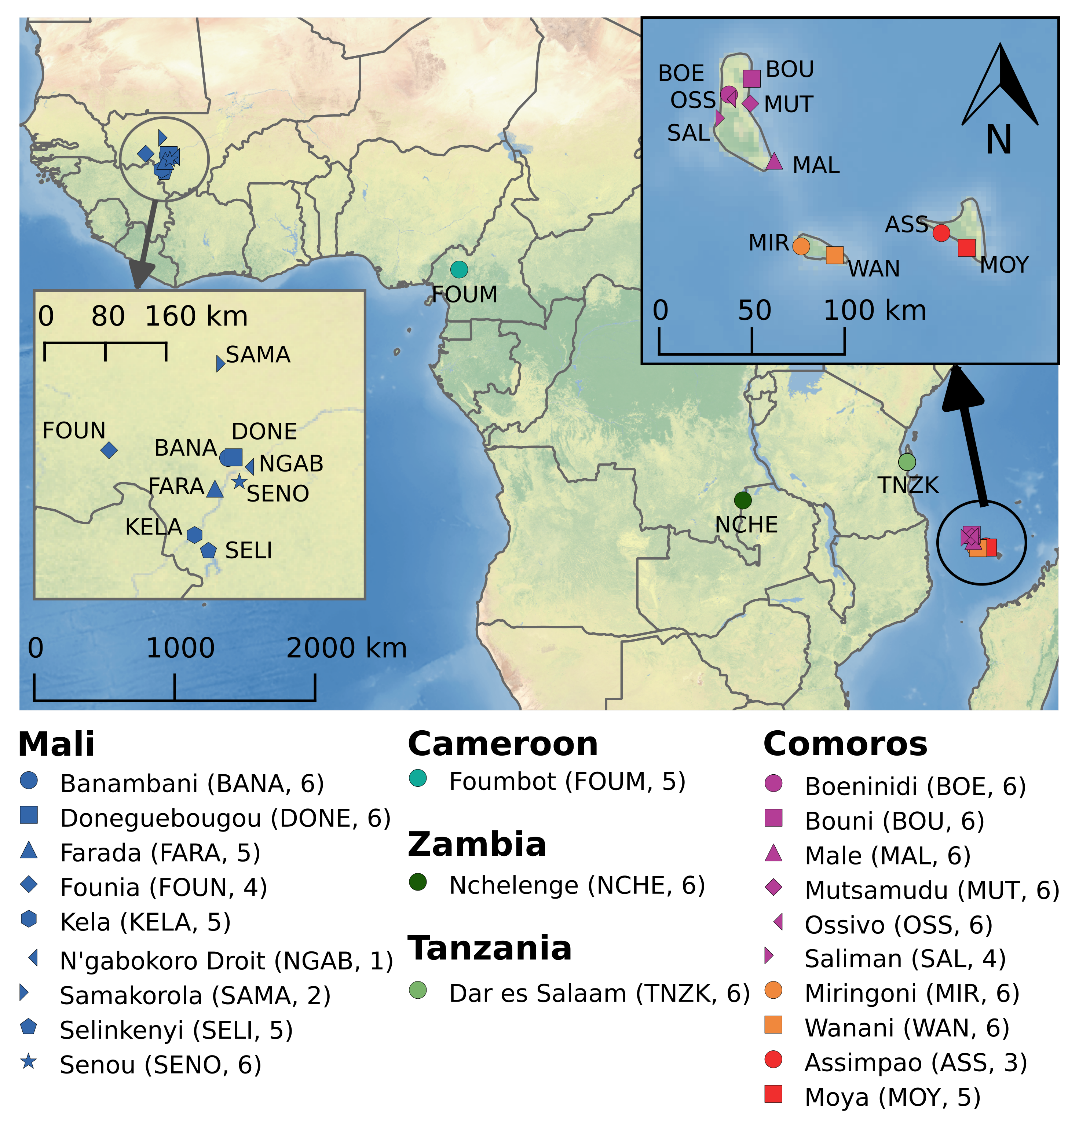 BOE
BOU
OSS
MUT
SAL
MAL
N
MIR
WAN
ASS
MOY
0 50 100 km
FOUM
0 80 160 km
SAMA
FOUN
DONE
BANA
NGAB
FARA
SENO
KELA
SELI
TNZK
NCHE
0 1000 2000 km
Mali
Banambani (BANA, 6)
Doneguebougou (DONE, 6)
Farada (FARA, 5)
Founia (FOUN, 4)
Kela (KELA, 5)
N'gabokoro Droit (NGAB, 1)
Samakorola (SAMA, 2)
Selinkenyi (SELI, 5)
Senou (SENO, 6)
Cameroon
Foumbot (FOUM, 5)
Zambia
Nchelenge (NCHE, 6)
Tanzania
Dar es Salaam (TNZK, 6)
Comoros
Boeninidi (BOE, 6)
Bouni (BOU, 6)
Male (MAL, 6)
Mutsamudu (MUT, 6)
Ossivo (OSS, 6)
Saliman (SAL, 4)
Miringoni (MIR, 6)
Wanani (WAN, 6)
Assimpao (ASS, 3)
Moya (MOY, 5)